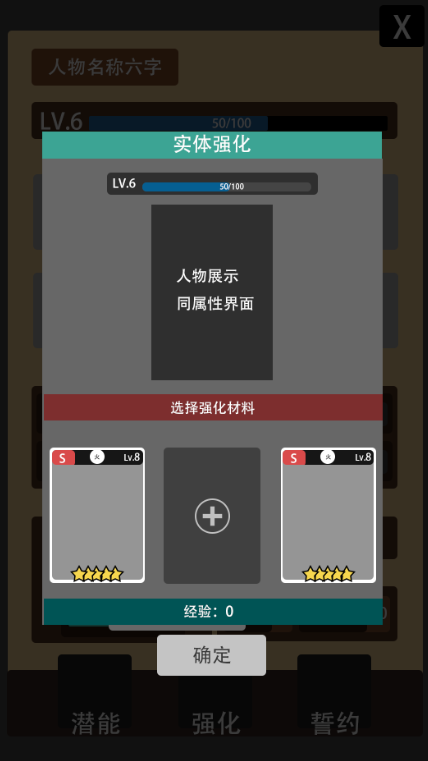 X
人物名称六字
LV.6
50/100
实体强化
LV.6
50/100
人物展示
同属性界面
选择强化材料
S 火 Lv.8
S 火 Lv.8
经验：0
确定
潜能 强化 誓约